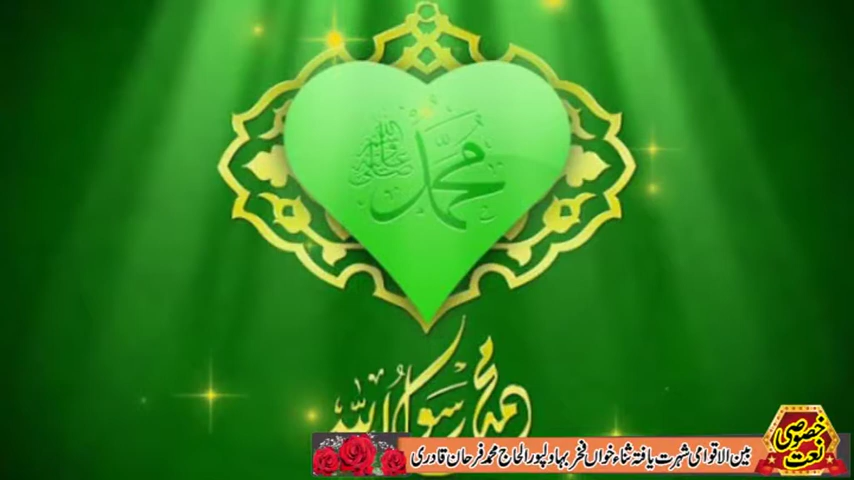 محمد
صلى الله عليه وسلم
محمد رسول الله
خصوصی
نعت
بین الاقوامی شہرت یافتہ ثناء خواں فخر بہاولپور الحاج محمد فرحان قادری